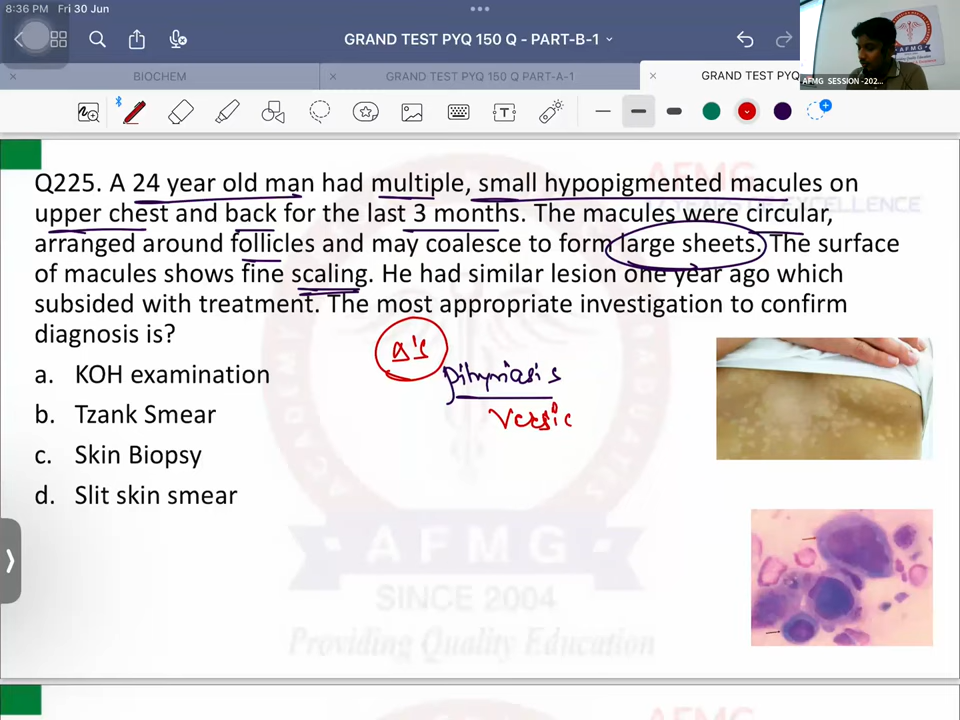 8:36 PM Fri 30 Jun
GRAND TEST PYQ 150 Q - PART-B-1
BIOCHEM
GRAND TEST PYQ 150 Q PART-A-1
GRAND TEST PYQ
AFMG
AFMG SESSION -202...
AFMG
YEARS OF EXCELLENCE
Q225. A 24 year old man had multiple, small hypopigmented macules on
upper chest and back for the last 3 months. The macules were circular,
arranged around follicles and may coalesce to form large sheets. The surface
of macules shows fine scaling. He had similar lesion one year ago which
subsided with treatment. The most appropriate investigation to confirm
diagnosis is?
a. KOH examination
b. Tzank Smear
c. Skin Biopsy
d. Slit skin smear
Pityriasis
Versic
AFMG
SINCE 2004
Providing Quality Education